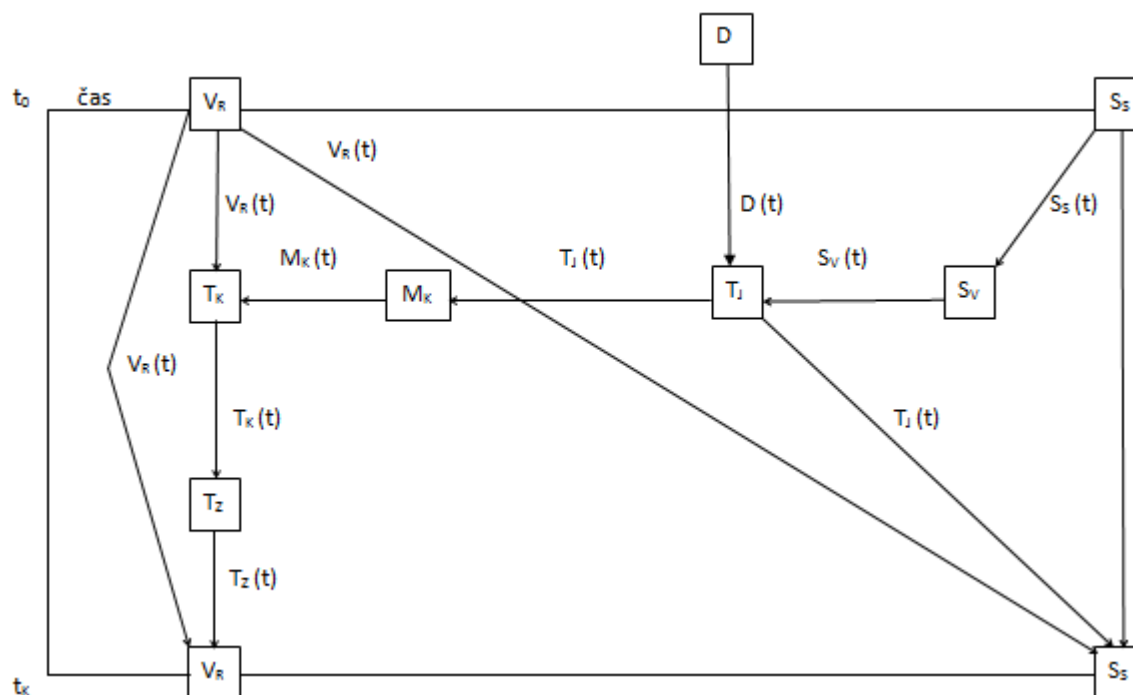 D
t₀ čas V_R S_S
V_R (t)
V_R (t) D (t) S_S (t)
M_K (t) T_J (t) S_V (t)
T_K M_K T_J S_V
V_R (t)
T_K (t) T_J (t)
T_Z
T_Z (t)
V_R S_S
t_K